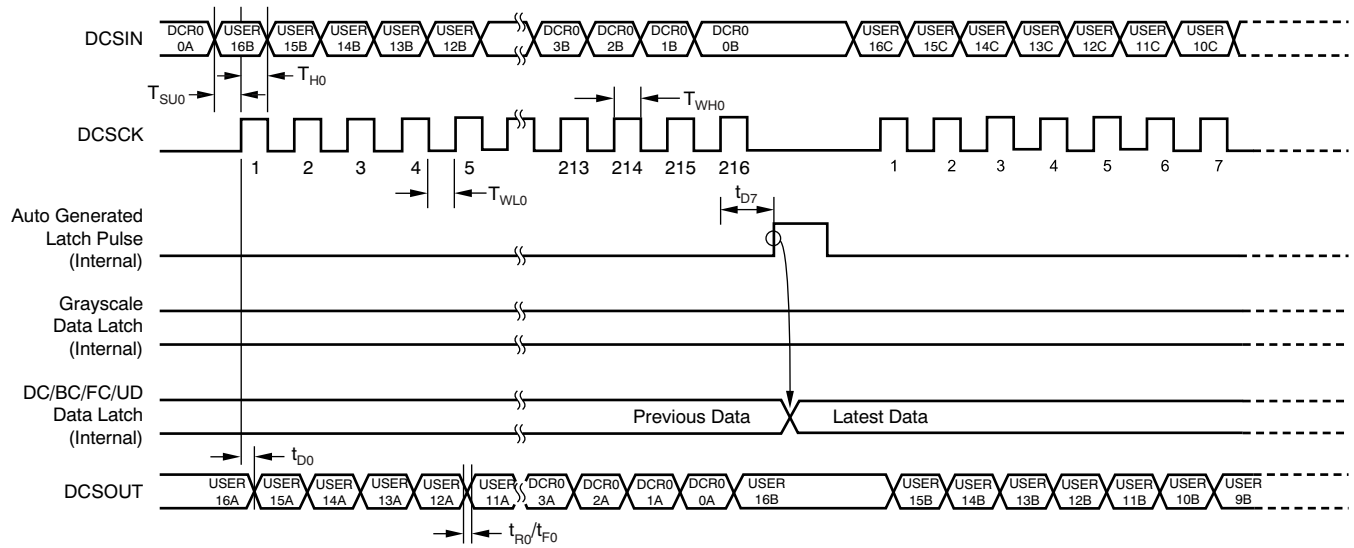 DCSIN
DCR0 0A
USER 16B
USER 15B
USER 14B
USER 13B
USER 12B
DCR0 3B
DCR0 2B
DCR0 1B
DCR0 0B
USER 16C
USER 15C
USER 14C
USER 13C
USER 12C
USER 11C
USER 10C
TSU0
TH0
TWH0
DCSCK
1 2 3 4 5 213 214 215 216 1 2 3 4 5 6 7
TWL0
tD7
Auto Generated
Latch Pulse
(Internal)
Grayscale
Data Latch
(Internal)
DC/BC/FC/UD
Data Latch
(Internal)
Previous Data
Latest Data
tD0
DCSOUT
USER 16A
USER 15A
USER 14A
USER 13A
USER 12A
USER 11A
DCR0 3A
DCR0 2A
DCR0 1A
DCR0 0A
USER 16B
USER 15B
USER 14B
USER 13B
USER 12B
USER 11B
USER 10B
USER 9B
tR0/tF0